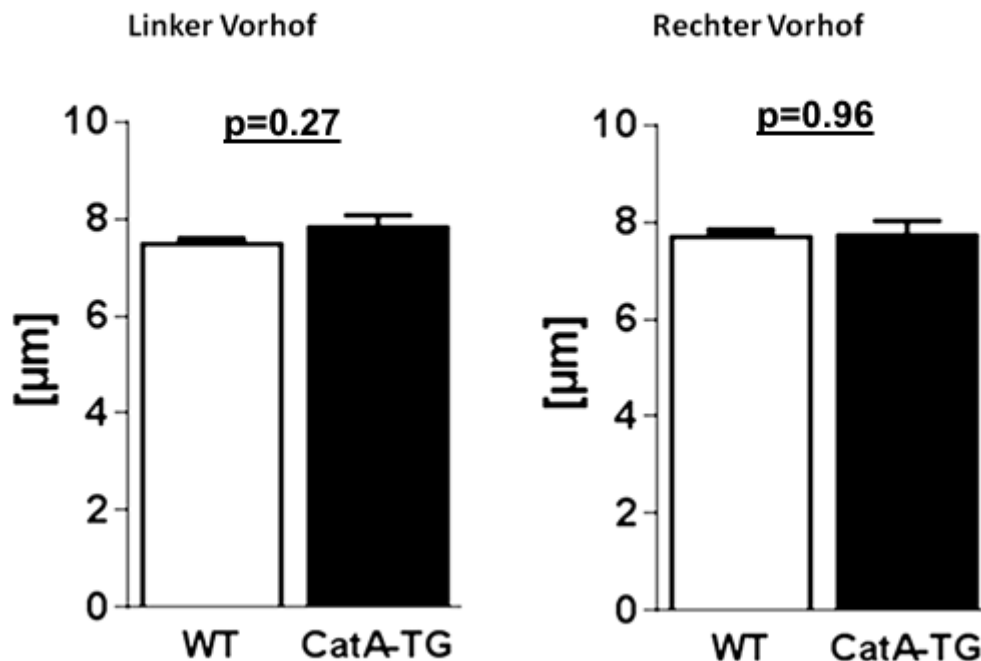 Linker Vorhof
p=0.27
[µm]
10
8
6
4
2
0
WT CatA-TG
Rechter Vorhof
p=0.96
[µm]
10
8
6
4
2
0
WT CatA-TG